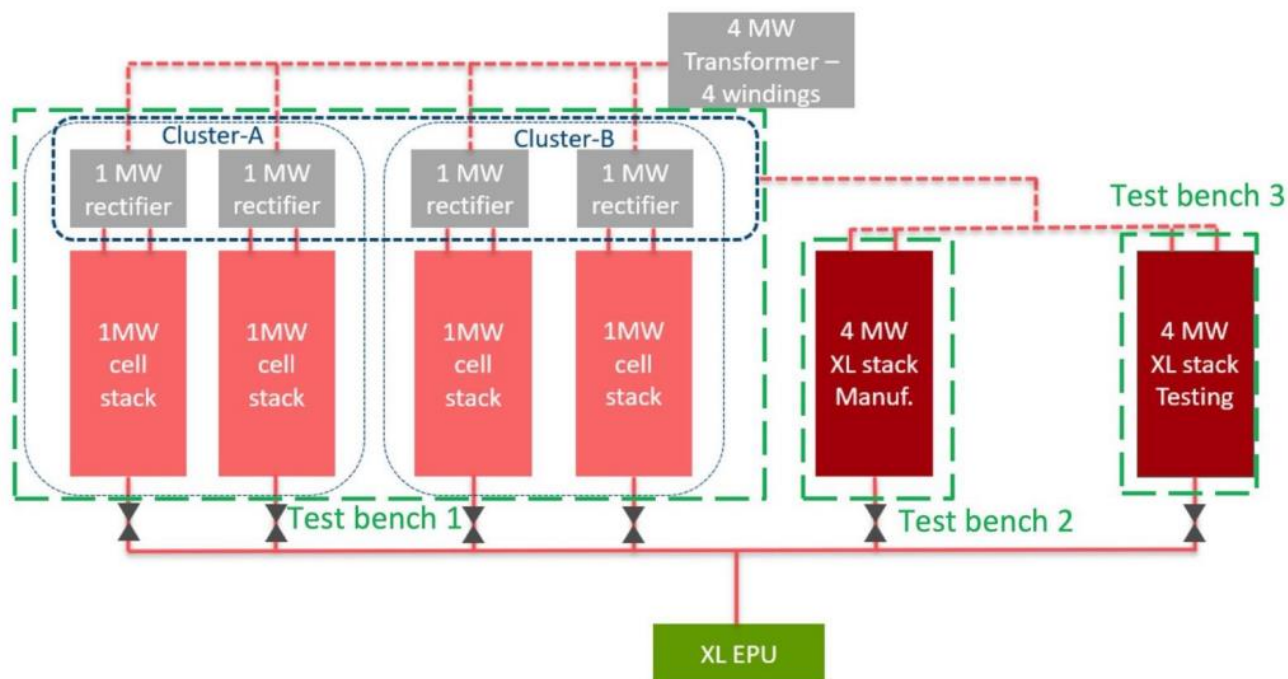 4 MW
Transformer –
4 windings
Cluster-A
Cluster-B
1 MW
rectifier
1 MW
rectifier
1 MW
rectifier
1 MW
rectifier
Test bench 3
1MW
cell
stack
1MW
cell
stack
1MW
cell
stack
1MW
cell
stack
4 MW
XL stack
Manuf.
4 MW
XL stack
Testing
Test bench 1
Test bench 2
XL EPU